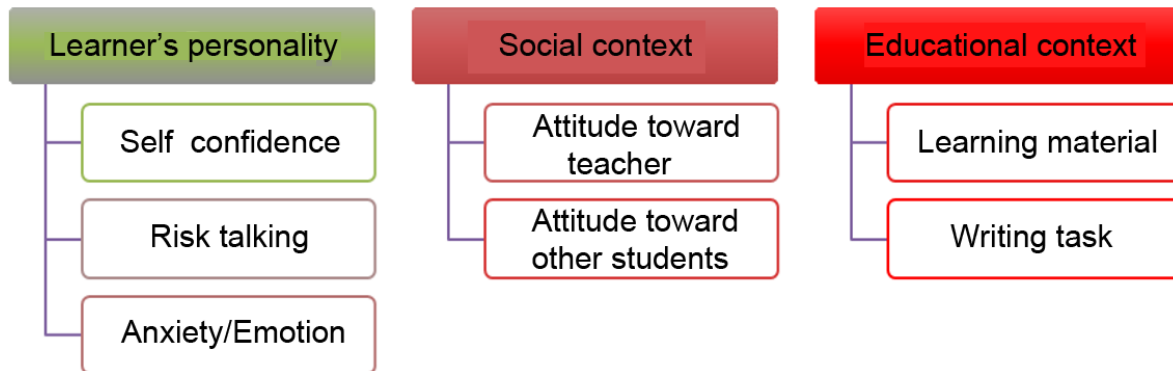 Learner's personality
Self confidence
Risk talking
Anxiety/Emotion
Social context
Attitude toward
teacher
Attitude toward
other students
Educational context
Learning material
Writing task